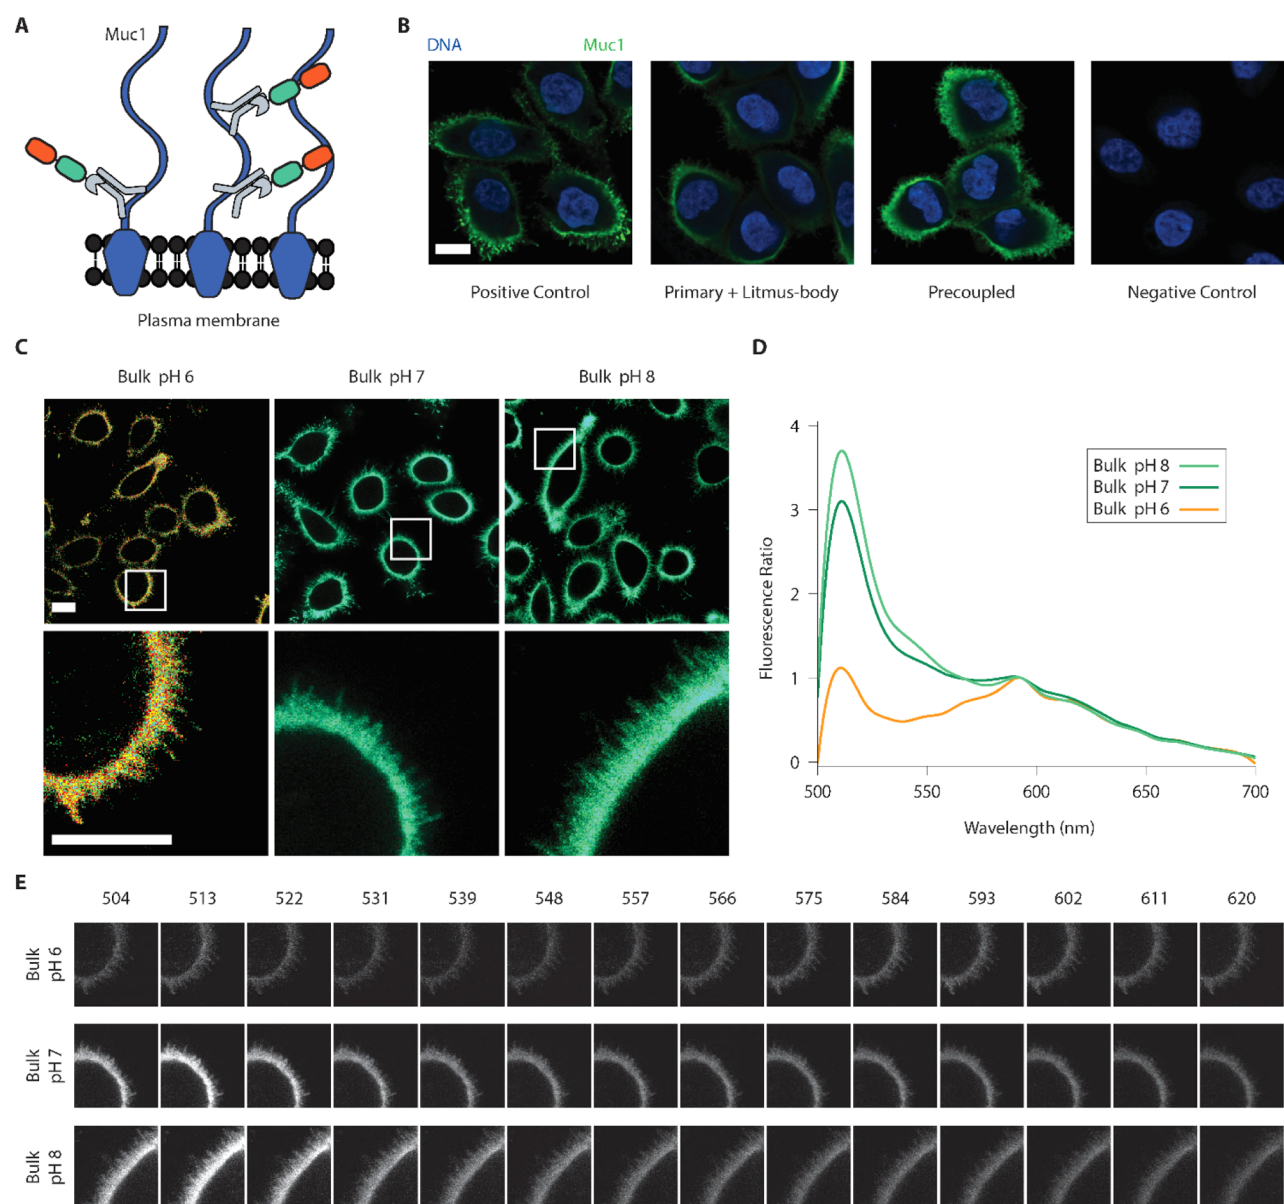 A
Muc1
Plasma membrane
B
DNA Muc1
Positive Control Primary + Litmus-body Precoupled Negative Control
C
Bulk pH 6 Bulk pH 7 Bulk pH 8
D
4
3
2
1
0
Fluorescence Ratio
500 550 600 650 700
Wavelength (nm)
Bulk pH 8
Bulk pH 7
Bulk pH 6
E
504 513 522 531 539 548 557 566 575 584 593 602 611 620
Bulk
pH 6
Bulk
pH 7
Bulk
pH 8